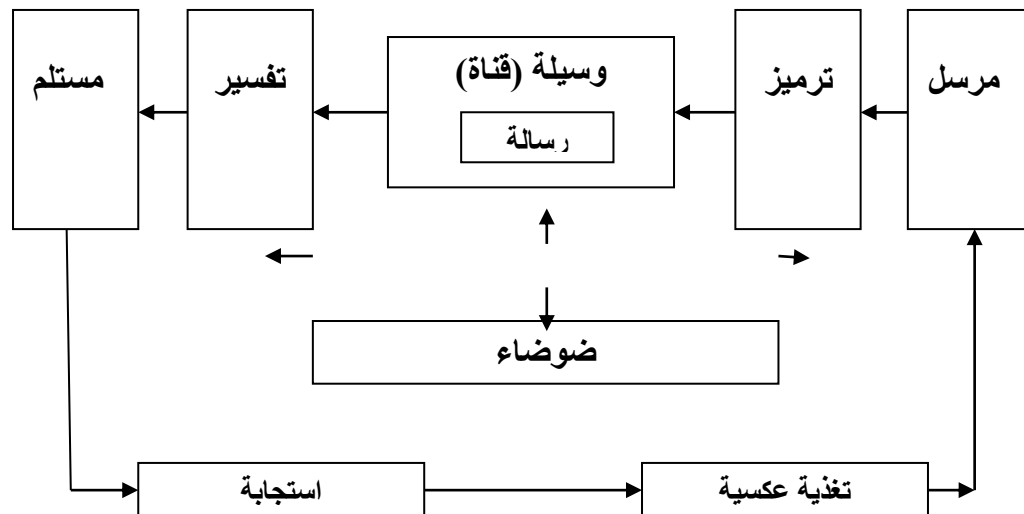 مرسل
ترميز
وسيلة (قناة)
رسالة
تفسير
مستلم
ضوضاء
استجابة
تغذية عكسية